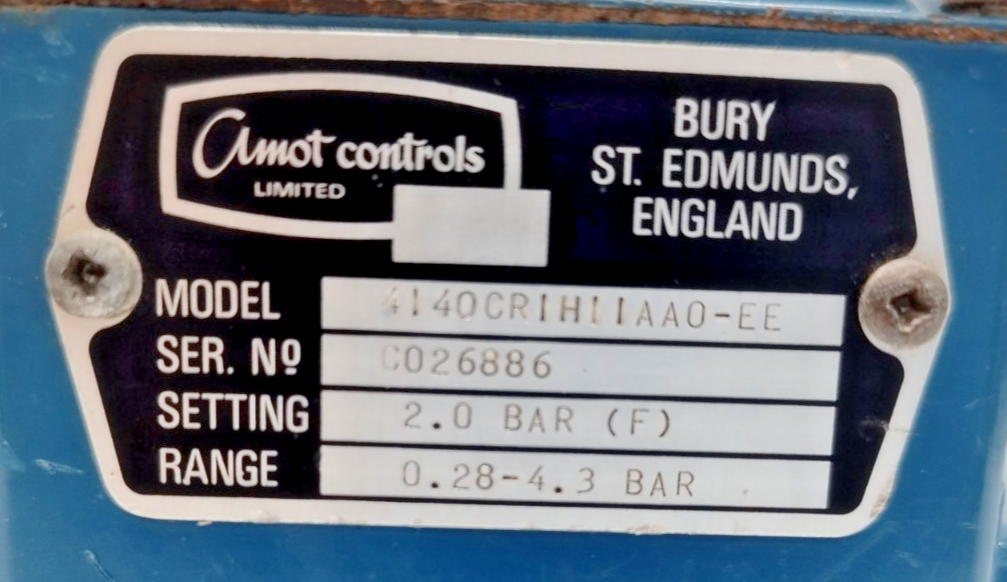 Amot controls
LIMITED
BURY
ST. EDMUNDS,
ENGLAND
MODEL 4140CR1H11AA0-EE
SER. Nº C026886
SETTING 2.0 BAR (F)
RANGE 0.28-4.3 BAR